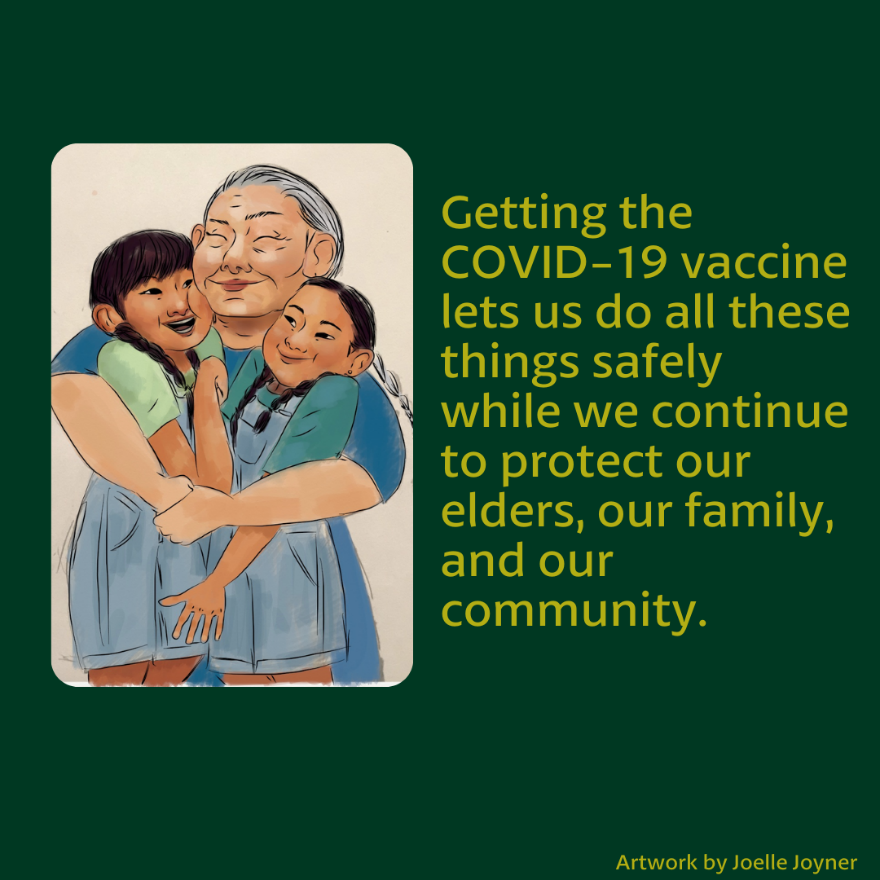 Getting the
COVID-19 vaccine
lets us do all these
things safely
while we continue
to protect our
elders, our family,
and our
community.
Artwork by Joelle Joyner